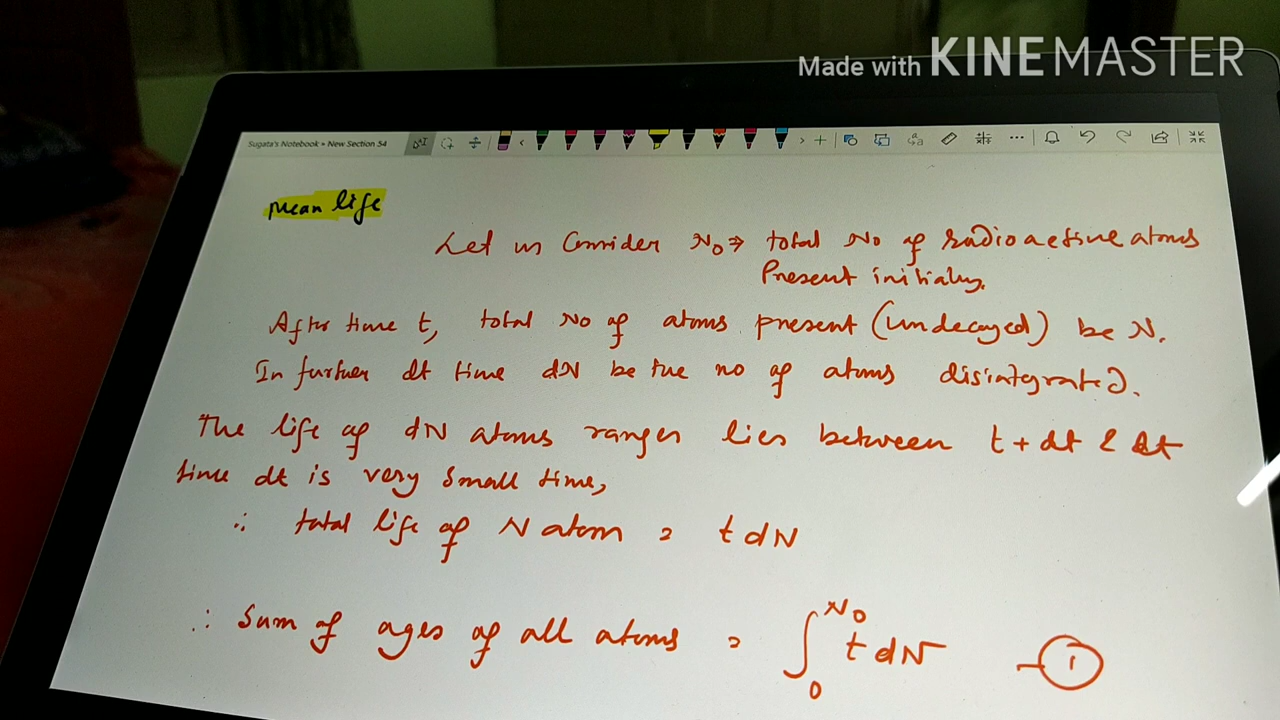 Made with KINEMASTER
Sugata's Notebook » New Section 54
Mean life
Let us Consider N₀ ⇒ total No of radioactive atoms
Present initially.
After time t, total No of atoms present (undecayed) be N.
In further dt time dN be the no of atoms disintegrated.
The life of dN atoms ranges lies between t + dt & t
since dt is very small time,
∴ total life of N atom = t dN
∴ Sum of ages of all atoms = ∫₀^N₀ t dN —①